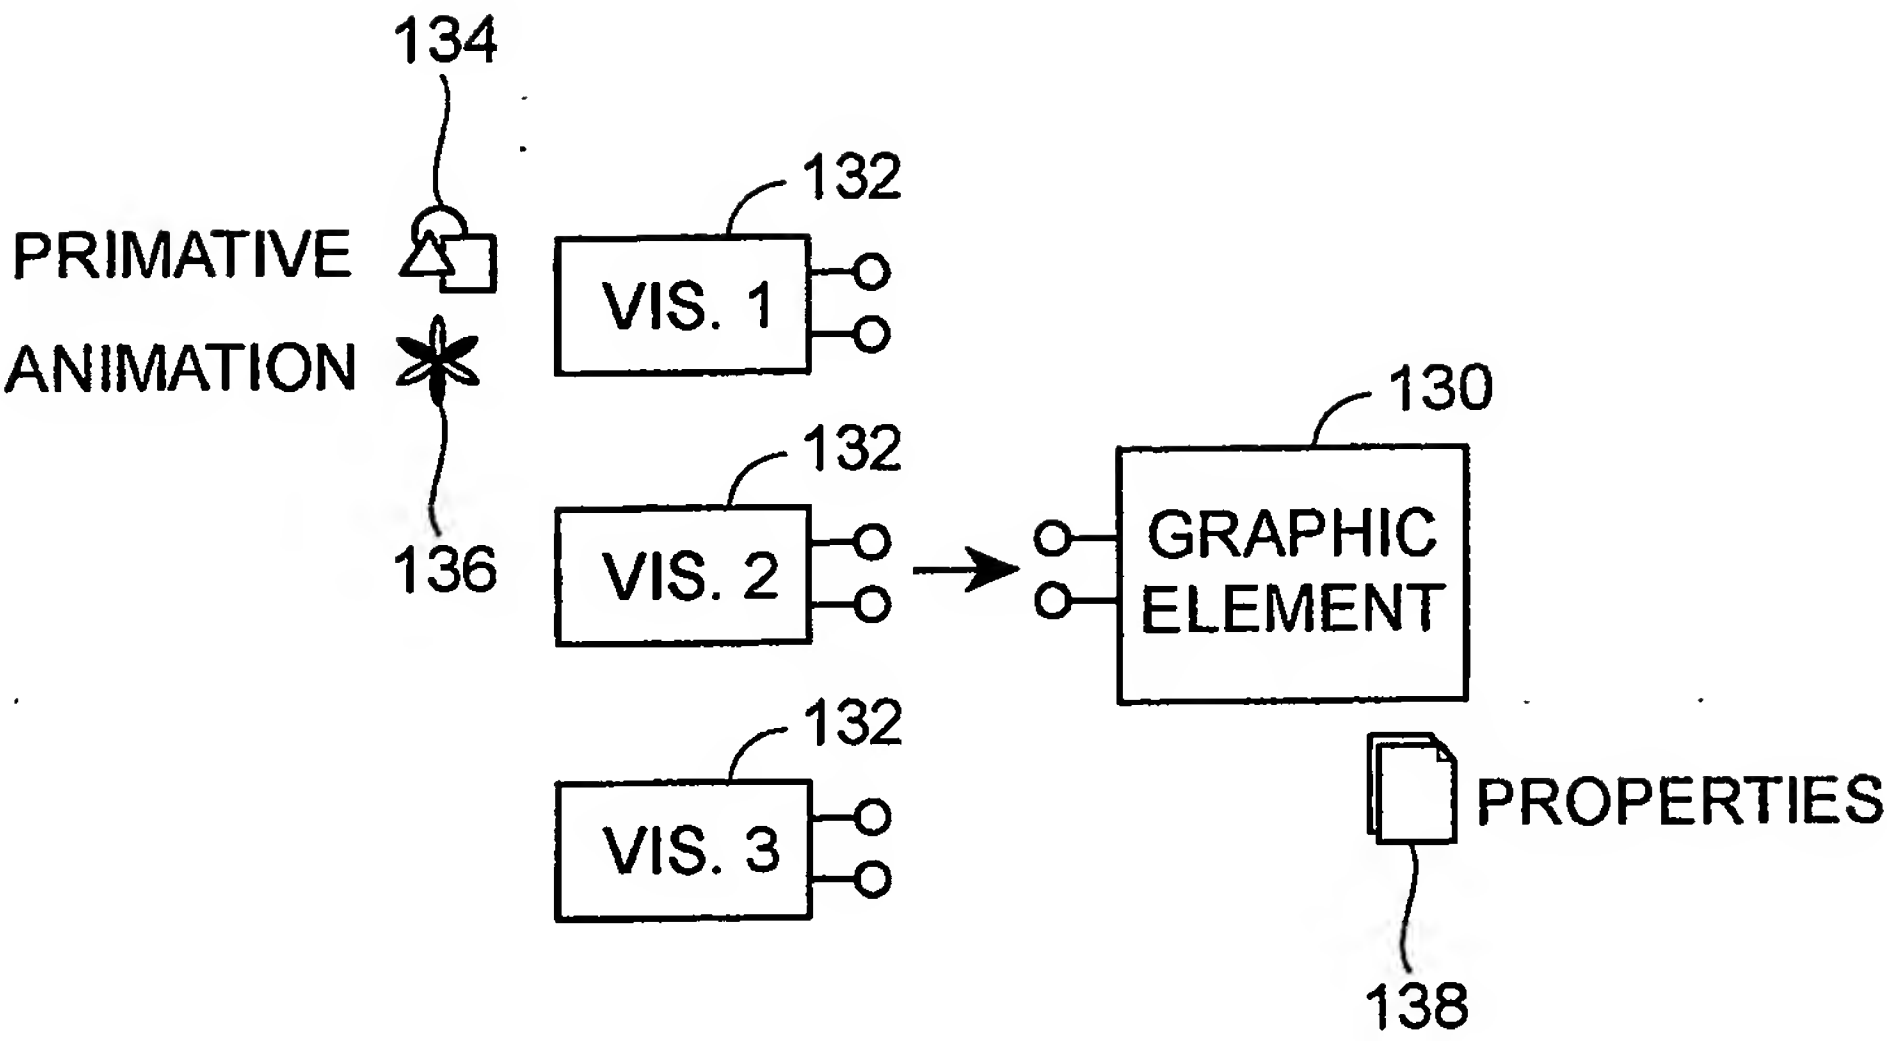 134
132
PRIMATIVE
VIS. 1
ANIMATION
130
132
136
VIS. 2
GRAPHIC
ELEMENT
132
PROPERTIES
VIS. 3
138